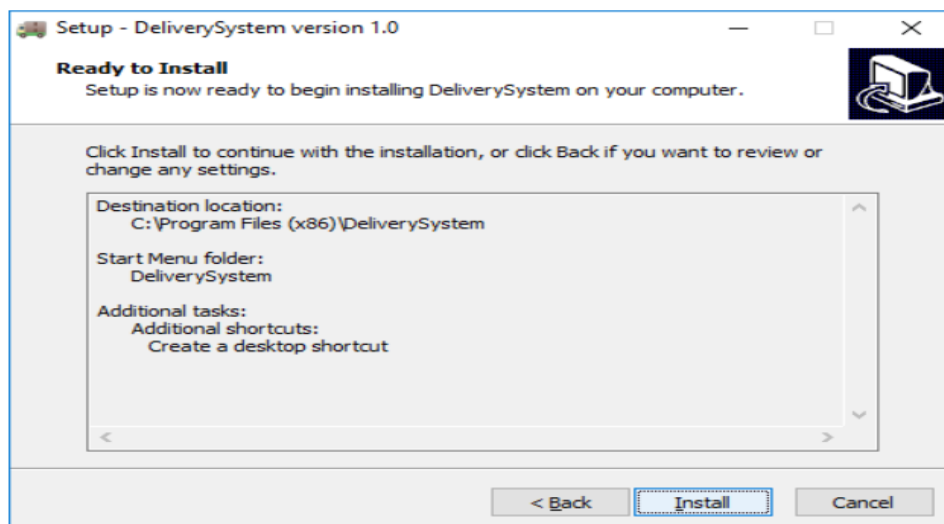 Setup - DeliverySystem version 1.0
Ready to Install
Setup is now ready to begin installing DeliverySystem on your computer.
Click Install to continue with the installation, or click Back if you want to review or
change any settings.
Destination location:
C:\Program Files (x86)\DeliverySystem
Start Menu folder:
DeliverySystem
Additional tasks:
Additional shortcuts:
Create a desktop shortcut
< Back
Install
Cancel